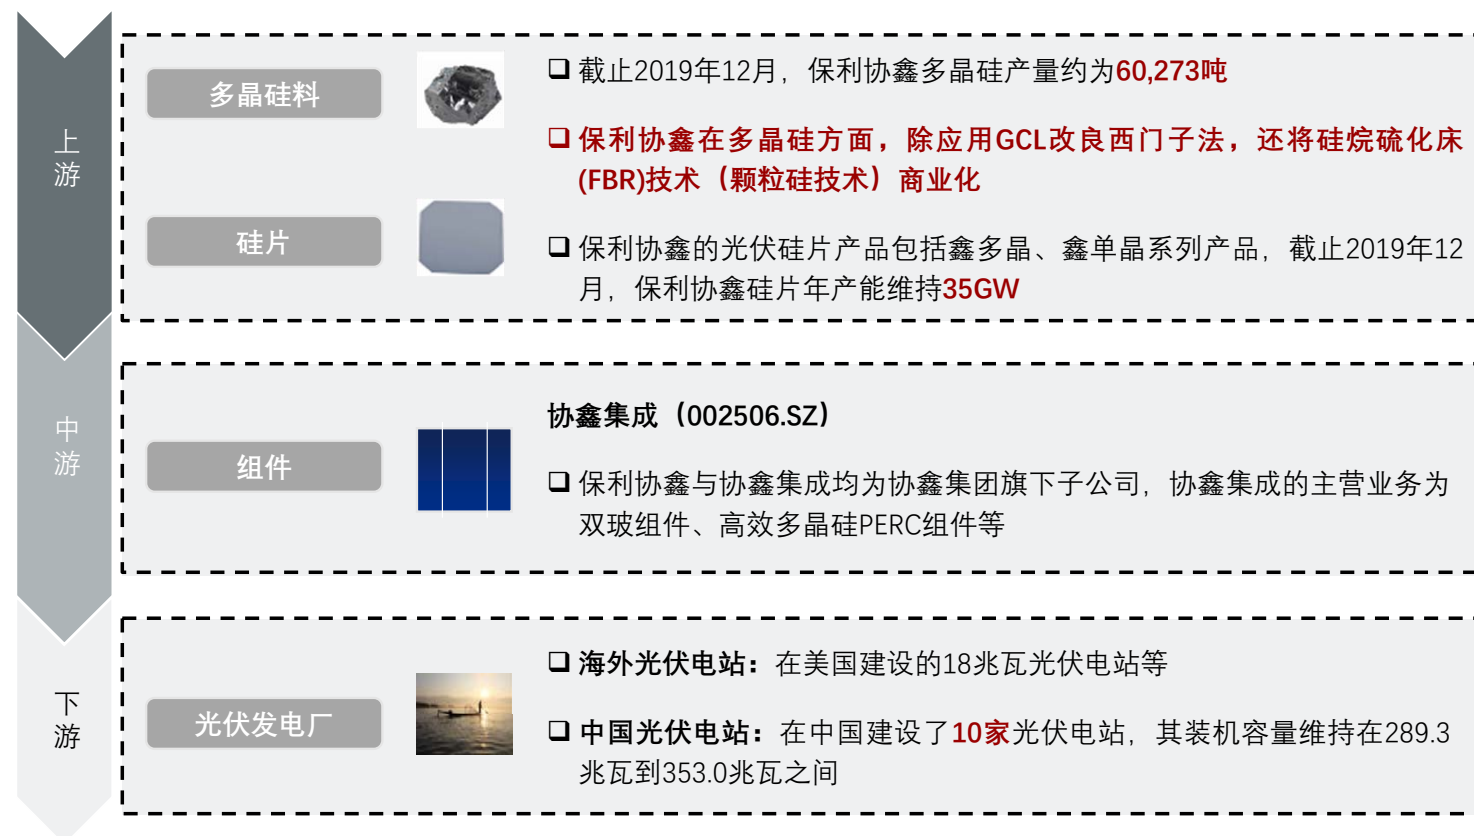 上
游
多晶硅料
❑ 截止2019年12月，保利协鑫多晶硅产量约为60,273吨
❑ 保利协鑫在多晶硅方面，除应用GCL改良西门子法，还将硅烷硫化床
(FBR)技术（颗粒硅技术）商业化
硅片
❑ 保利协鑫的光伏硅片产品包括鑫多晶、鑫单晶系列产品，截止2019年12
月，保利协鑫硅片年产能维持35GW
中
游
组件
协鑫集成（002506.SZ）
❑ 保利协鑫与协鑫集成均为协鑫集团旗下子公司，协鑫集成的主营业务为
双玻组件、高效多晶硅PERC组件等
下
游
光伏发电厂
❑ 海外光伏电站：在美国建设的18兆瓦光伏电站等
❑ 中国光伏电站：在中国建设了10家光伏电站，其装机容量维持在289.3
兆瓦到353.0兆瓦之间